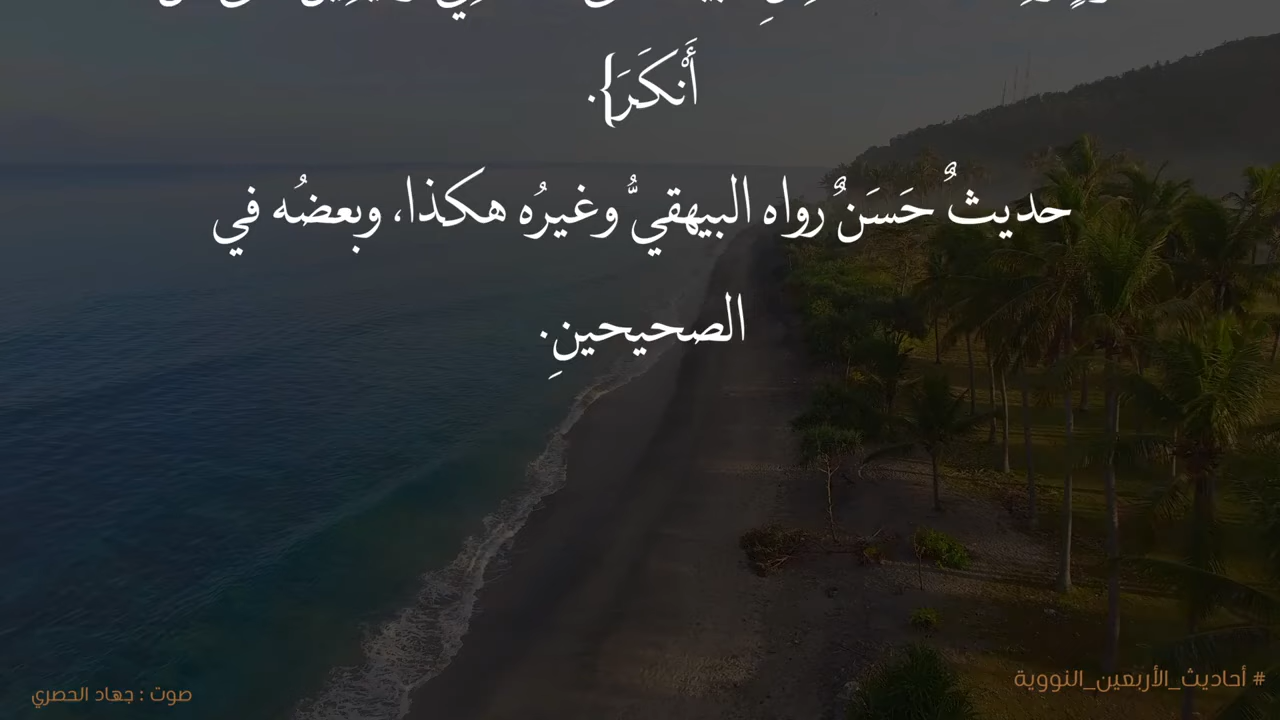 أَنْكَرَ}.
حديثٌ حَسَنٌ رواه البيهقيُّ وغيرُه هكذا، وبعضُه في
الصحيحينِ.
# أحاديث_الأربعين_النووية
صوت : جهاد الحصري